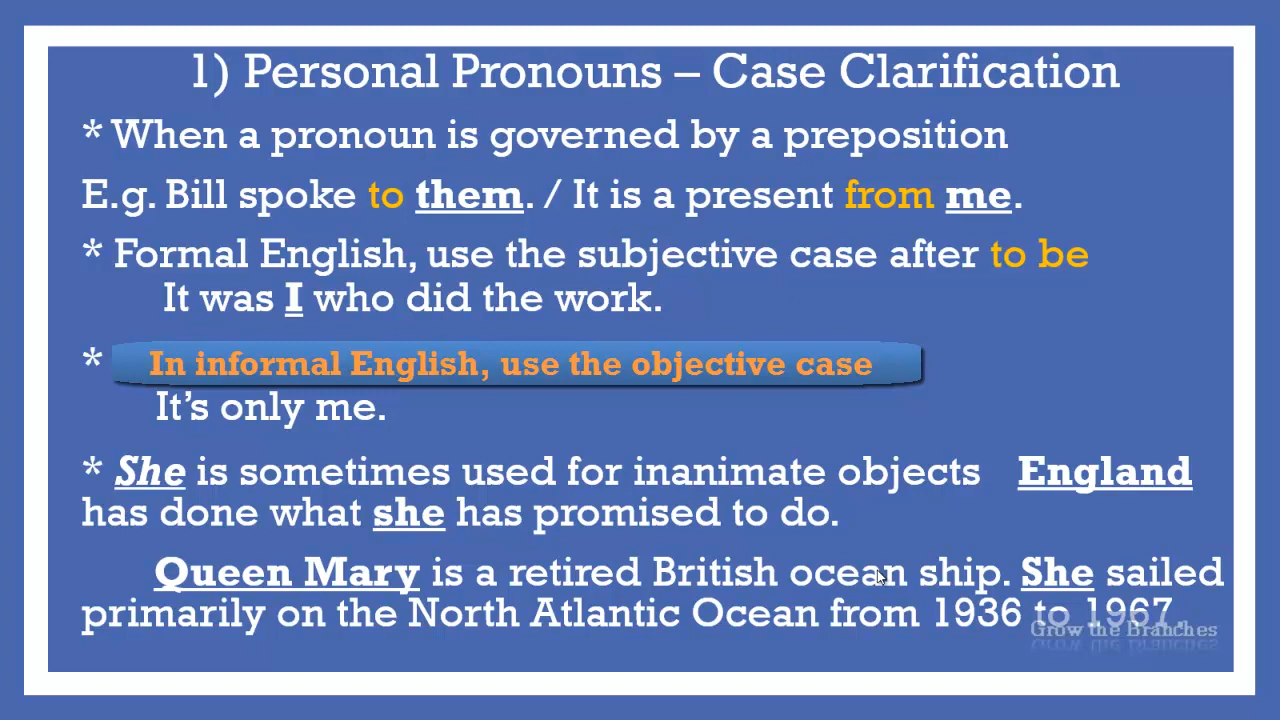 1) Personal Pronouns – Case Clarification
* When a pronoun is governed by a preposition
E.g. Bill spoke to them. / It is a present from me.
* Formal English, use the subjective case after to be
It was I who did the work.
* In informal English, use the objective case
It’s only me.
* She is sometimes used for inanimate objects England
has done what she has promised to do.
Queen Mary is a retired British ocean ship. She sailed
primarily on the North Atlantic Ocean from 1936 to 1967.
Grow the Branches